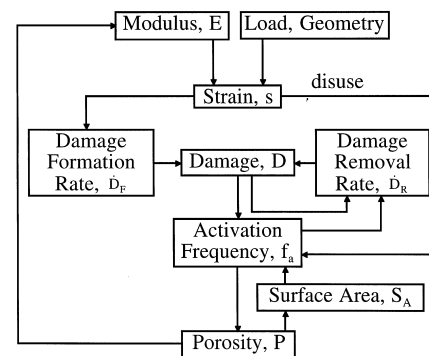 Modulus, E
Load, Geometry
Strain, s
disuse
Damage
Formation
Rate, Ḋ_F
Damage, D
Damage
Removal
Rate, Ḋ_R
Activation
Frequency, f_a
Surface Area, S_A
Porosity, P